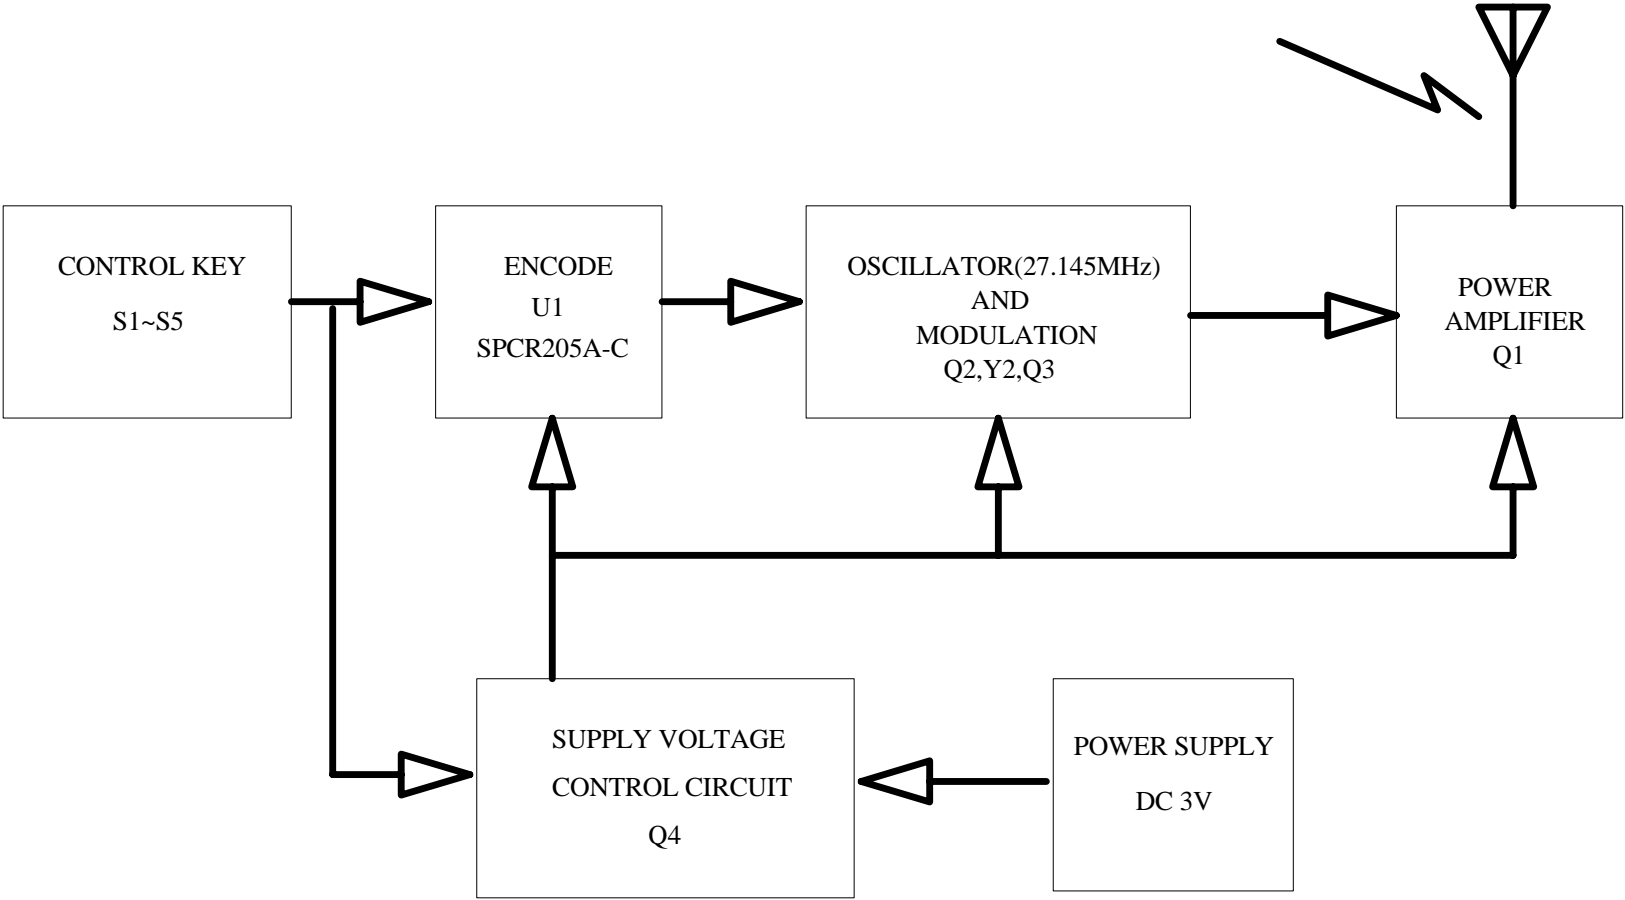 CONTROL KEY
S1~S5
ENCODE
U1
SPCR205A-C
OSCILLATOR(27.145MHz)
AND
MODULATION
Q2,Y2,Q3
POWER
AMPLIFIER
Q1
SUPPLY VOLTAGE
CONTROL CIRCUIT
Q4
POWER SUPPLY
DC 3V